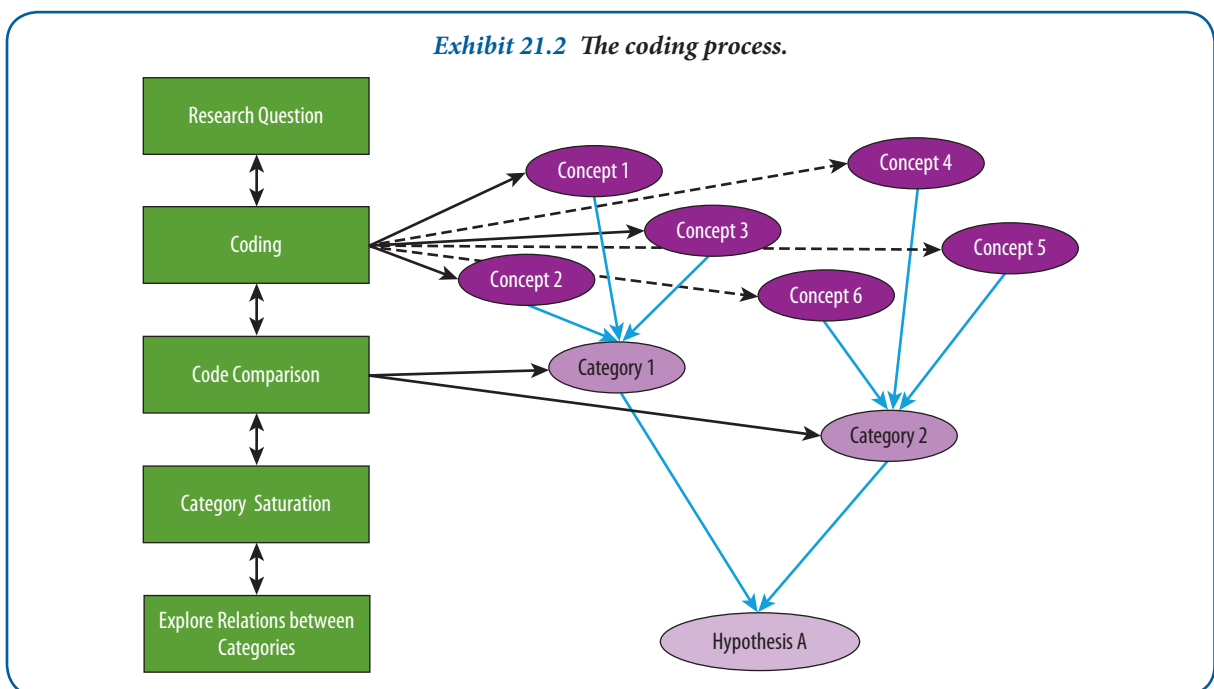 Exhibit 21.2 The coding process.
Research Question
Concept 1
Concept 4
Coding
Concept 3
Concept 5
Concept 2
Concept 6
Code Comparison
Category 1
Category 2
Category Saturation
Explore Relations between
Categories
Hypothesis A